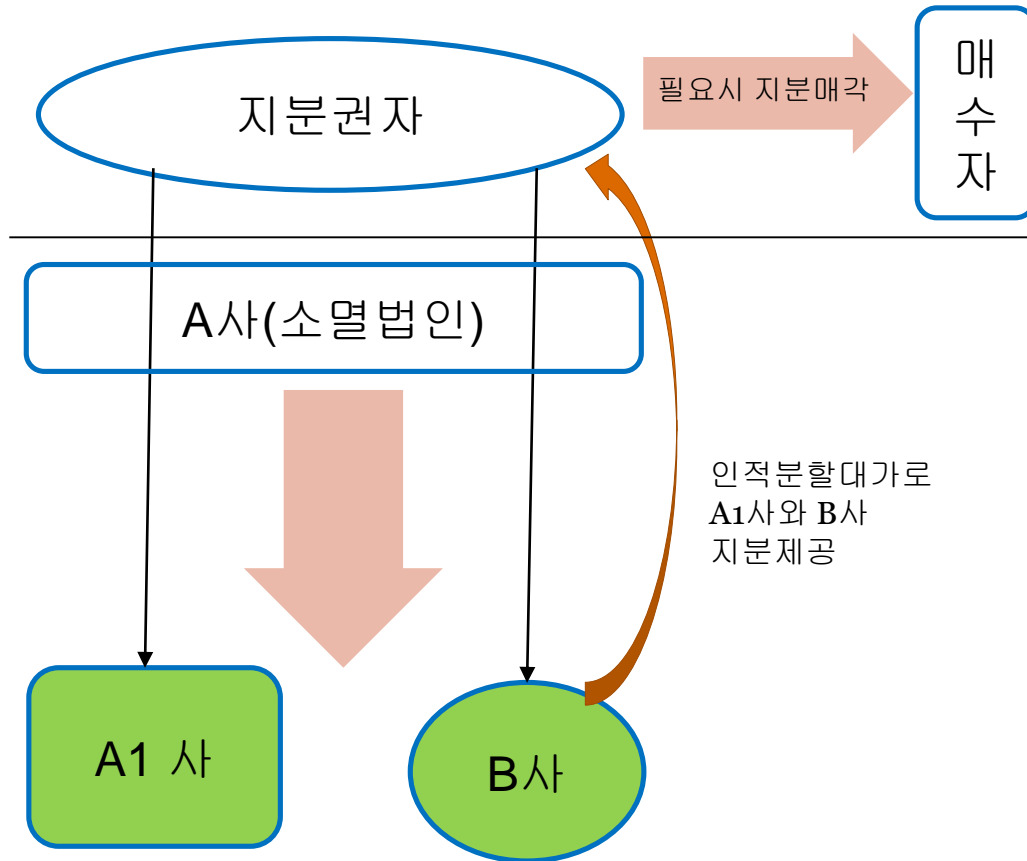 지분권자
필요시 지분매각
매
수
자
A사(소멸법인)
인적분할대가로
A1사와 B사
지분제공
A1 사
B사